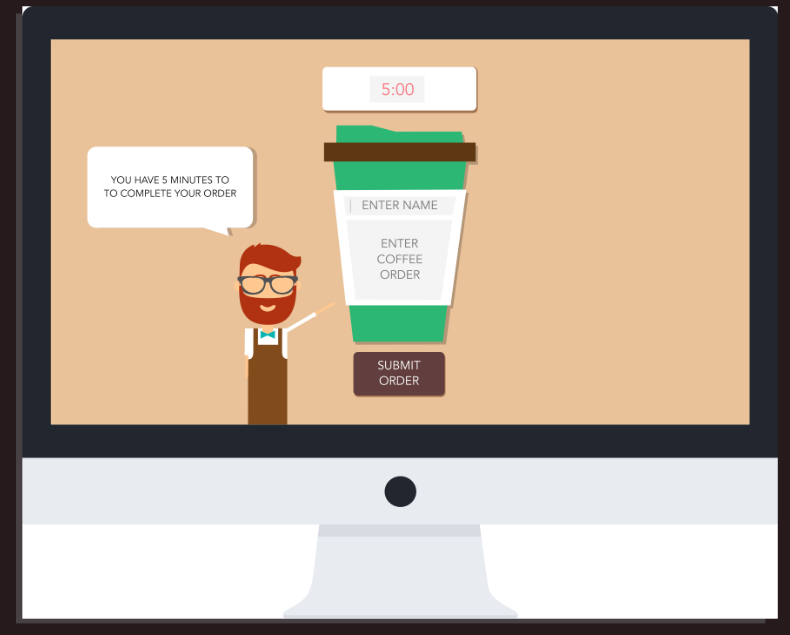 5:00
YOU HAVE 5 MINUTES TO
TO COMPLETE YOUR ORDER
ENTER NAME
ENTER
COFFEE
ORDER
SUBMIT
ORDER